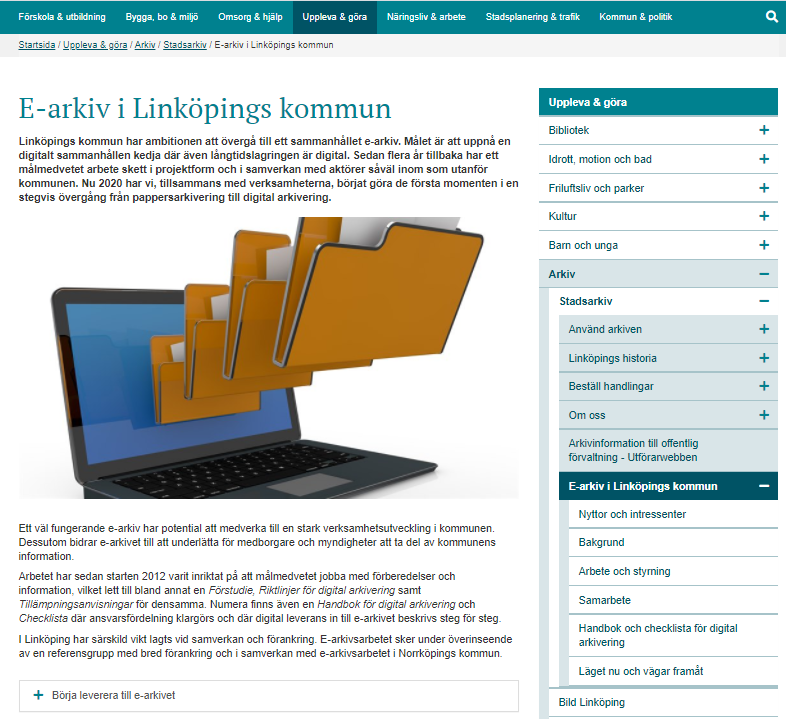 Förskola & utbildning Bygga, bo & miljö Omsorg & hjälp Uppleva & göra Näringsliv & arbete Stadsplanering & trafik Kommun & politik
Startsida / Uppleva & göra / Arkiv / Stadsarkiv / E-arkiv i Linköpings kommun
E-arkiv i Linköpings kommun
Linköpings kommun har ambitionen att övergå till ett sammanhållet e-arkiv. Målet är att uppnå en
digitalt sammanhållen kedja där även långtidslagringen är digital. Sedan flera år tillbaka har ett
målmedvetet arbete skett i projektform och i samverkan med aktörer såväl inom som utanför
kommunen. Nu 2020 har vi, tillsammans med verksamheterna, börjat göra de första momenten i en
stegvis övergång från pappersarkivering till digital arkivering.
Ett väl fungerande e-arkiv har potential att medverka till en stark verksamhetsutveckling i kommunen.
Dessutom bidrar e-arkivet till att underlätta för medborgare och myndigheter att ta del av kommunens
information.
Arbetet har sedan starten 2012 varit inriktat på att målmedvetet jobba med förberedelser och
information, vilket lett till bland annat en Förstudie, Riktlinjer för digital arkivering samt
Tillämpningsanvisningar för densamma. Numera finns även en Handbok för digital arkivering och
Checklista där ansvarsfördelning klargörs och där digital leverans in till e-arkivet beskrivs steg för steg.
I Linköping har särskild vikt lagts vid samverkan och förankring. E-arkivsarbetet sker under överinseende
av en referensgrupp med bred förankring och i samverkan med e-arkivsarbetet i Norrköpings kommun.
+ Börja leverera till e-arkivet
Uppleva & göra
Bibliotek +
Idrott, motion och bad +
Friluftsliv och parker +
Kultur +
Barn och unga +
Arkiv −
Stadsarkiv −
Använd arkiven +
Linköpings historia +
Beställ handlingar +
Om oss +
Arkivinformation till offentlig
förvaltning - Utförarwebben
E-arkiv i Linköpings kommun −
Nyttor och intressenter
Bakgrund
Arbete och styrning
Samarbete
Handbok och checklista för digital
arkivering
Läget nu och vägar framåt
Bild Linköping